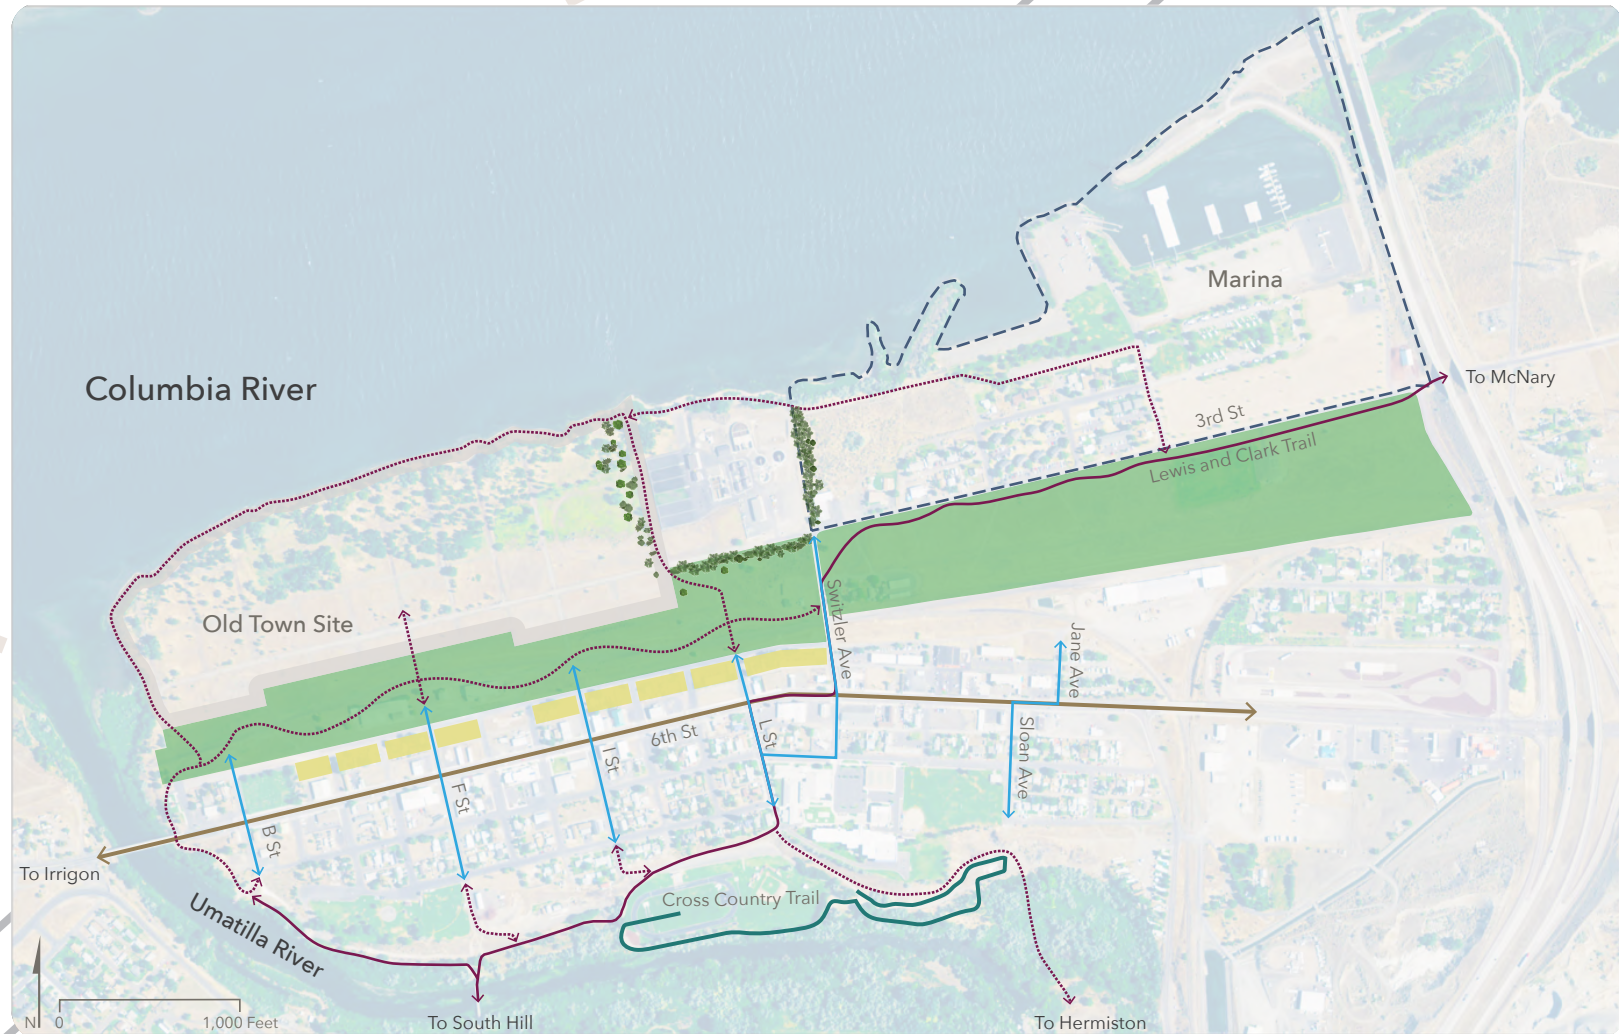 Columbia River
Marina
To McNary
3rd St
Lewis and Clark Trail
Old Town Site
Switzler Ave
Jane Ave
6th St
L St
Sloan Ave
I St
F St
B St
To Irrigon
Cross Country Trail
Umatilla River
N 0 1,000 Feet
To South Hill
To Hermiston